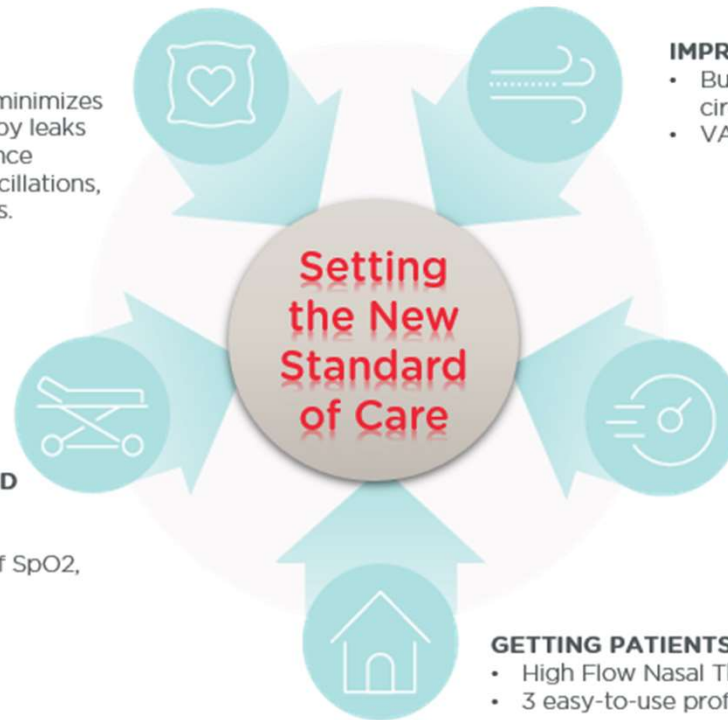 minimizes
by leaks
cillations,
IMPR
• Bu
cir
• VA
Setting
the New
Standard
of Care
D
f SpO2,
GETTING PATIENTS
• High Flow Nasal T
• 3 easy-to-use prof